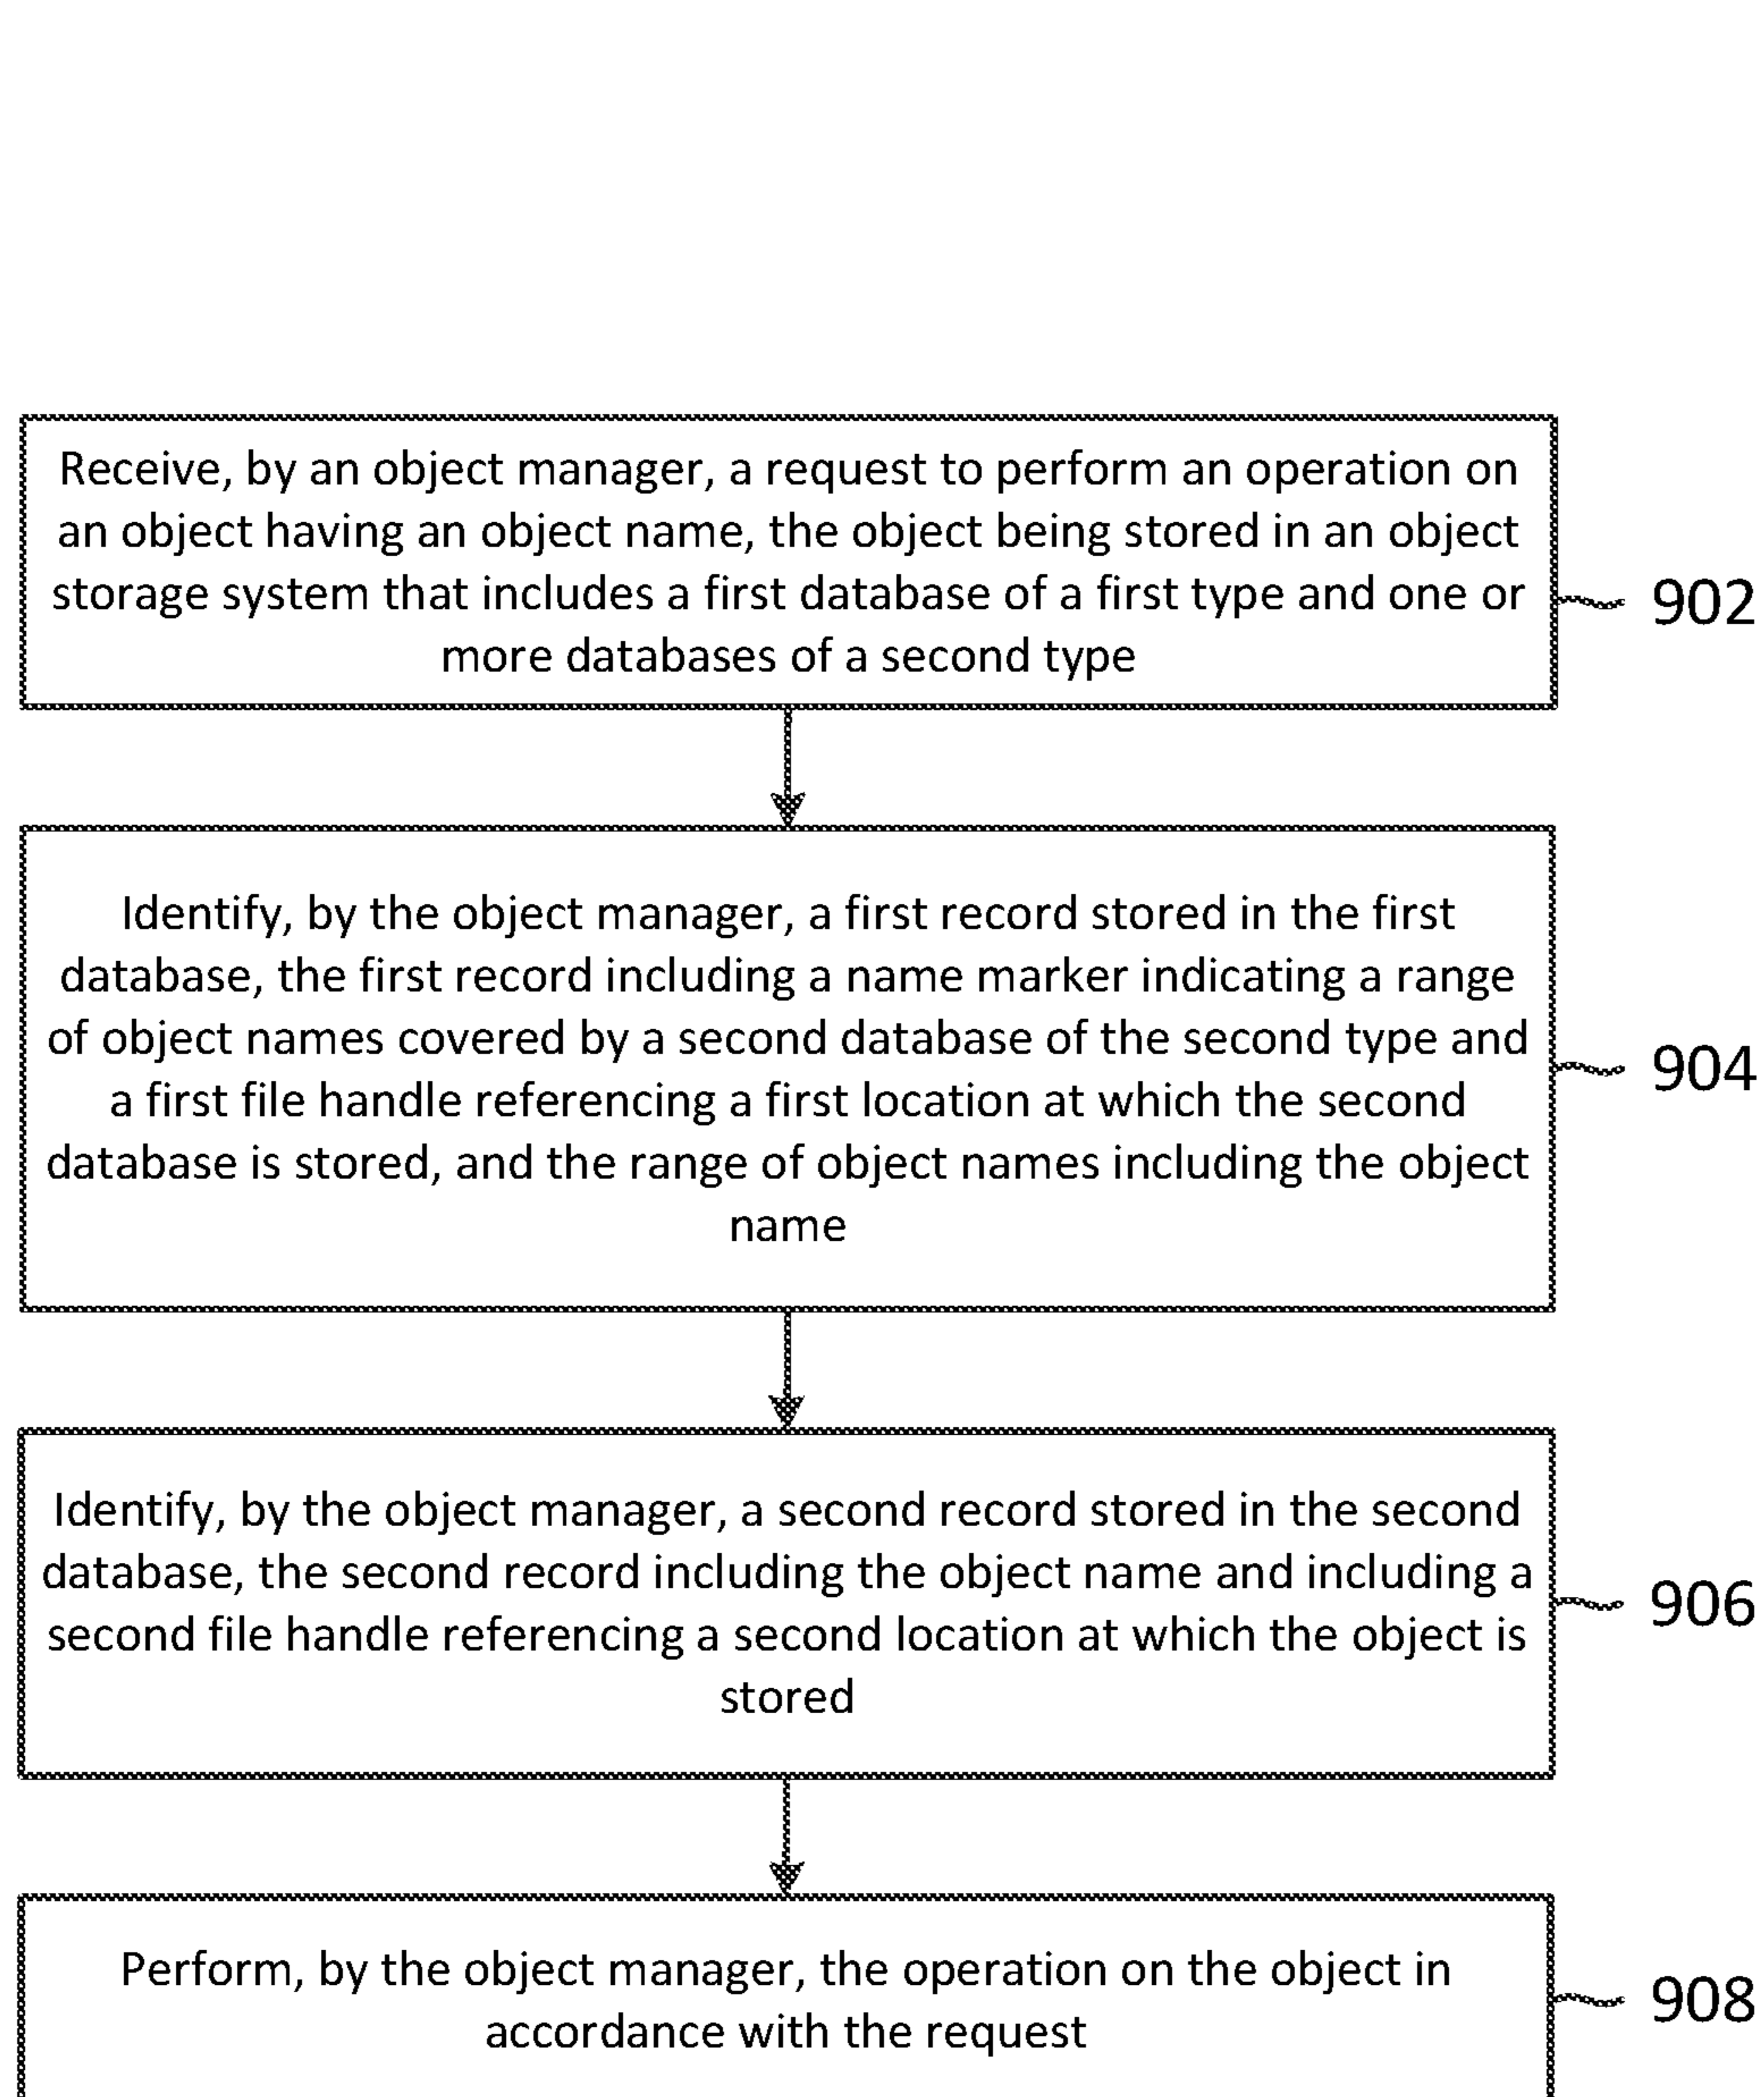 Receive, by an object manager, a request to perform an operation on
an object having an object name, the object being stored in an object
storage system that includes a first database of a first type and one or
more databases of a second type
902
Identify, by the object manager, a first record stored in the first
database, the first record including a name marker indicating a range
of object names covered by a second database of the second type and
a first file handle referencing a first location at which the second
database is stored, and the range of object names including the object
name
904
Identify, by the object manager, a second record stored in the second
database, the second record including the object name and including a
second file handle referencing a second location at which the object is
stored
906
Perform, by the object manager, the operation on the object in
accordance with the request
908